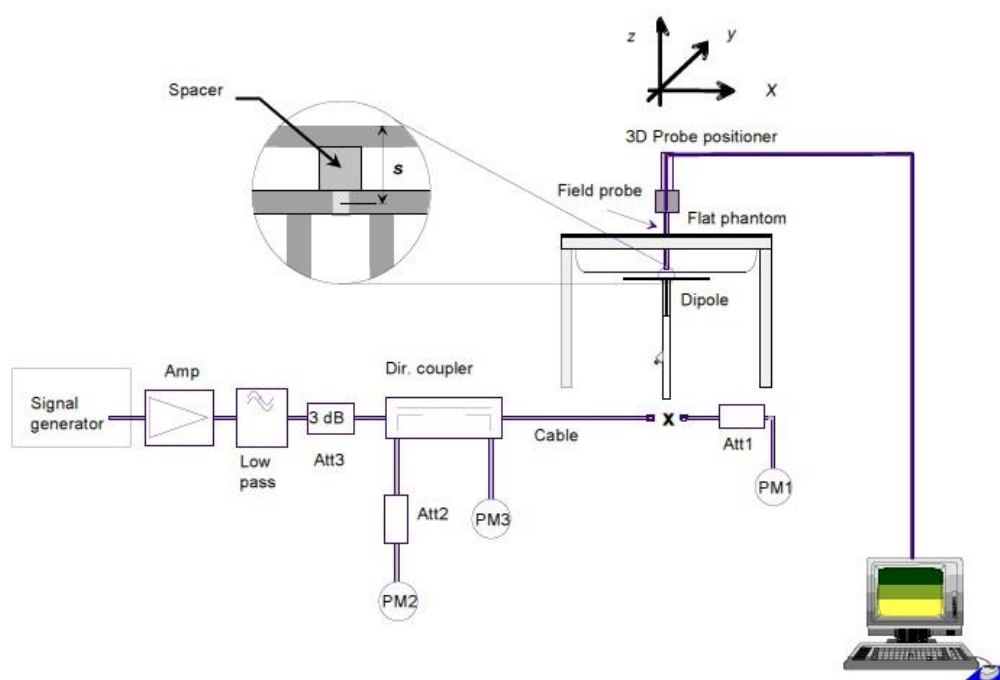 z
y
X
Spacer
s
3D Probe positioner
Field probe
Flat phantom
Dipole
Dir. coupler
Amp
Signal
generator
3 dB
X
Att1
Cable
Low
pass
Att3
PM1
Att2
PM3
PM2